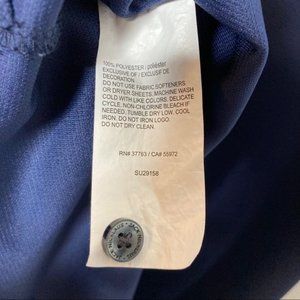 100% POLYESTER / poliéster
EXCLUSIVE OF / EXCLUSIF DE
DECORATION.
DO NOT USE FABRIC SOFTENERS
OR DRYER SHEETS. MACHINE WASH
COLD WITH LIKE COLORS, DELICATE
CYCLE. NON-CHLORINE BLEACH IF
NEEDED. TUMBLE DRY LOW. COOL
IRON. DO NOT IRON LOGO.
DO NOT DRY CLEAN.
RN# 37763 / CA# 55972
SU29158